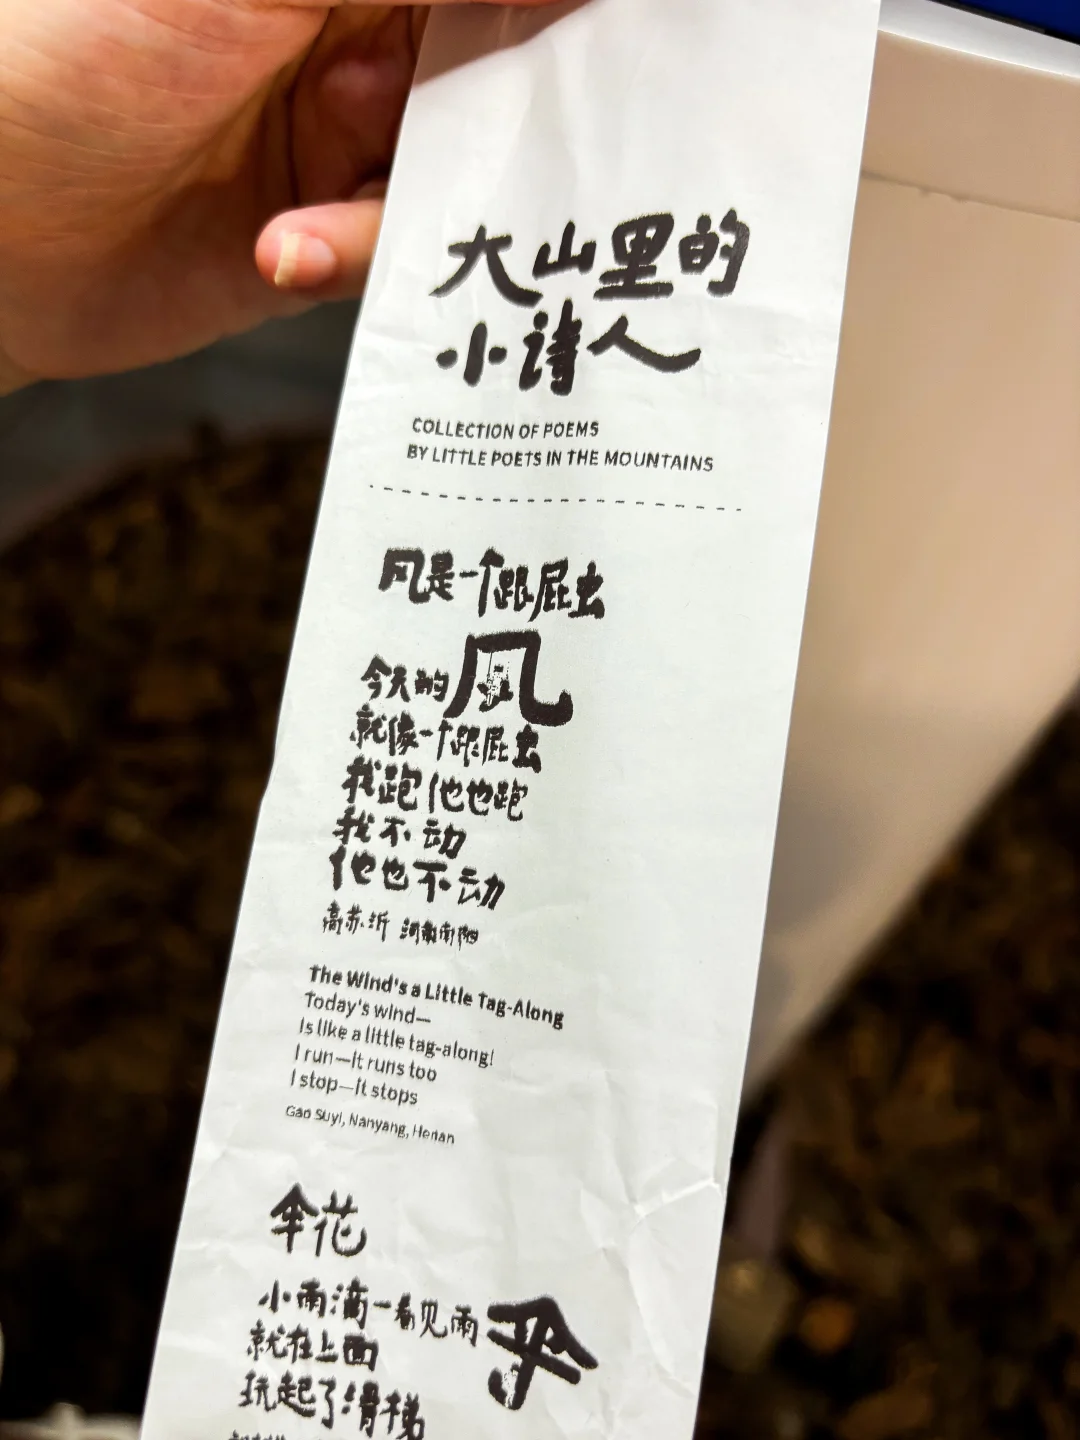 大山里的
小诗人
COLLECTION OF POEMS
BY LITTLE POETS IN THE MOUNTAINS
风是一个跟屁虫
今天的风
就像一个跟屁虫
我跑他也跑
我不动
他也不动
高苏沂 河南南阳
The Wind's a Little Tag-Along
Today's wind—
Is like a little tag-along!
I run—it runs too
I stop—it stops
Gao Suyi, Nanyang, Henan
伞花
小雨滴一看见雨伞
就在上面
玩起了滑梯